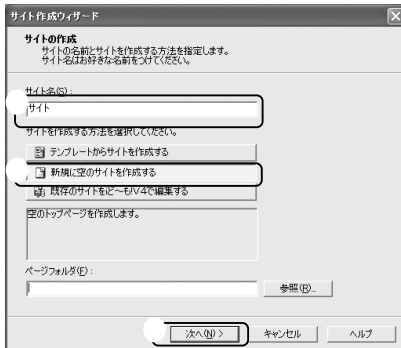 サイト作成ウィザード
サイトの作成
サイトの名前とサイトを作成する方法を指定します。
サイト名はお好きな名前をつけてください。
サイト名(S):
サイト
サイトを作成する方法を選択してください。
テンプレートからサイトを作成する
新規に空のサイトを作成する
既存のサイトをど~もIV4で編集する
空のトップページを作成します。
ページフォルダ(F):
参照(R)...
次へ(N) >
キャンセル
ヘルプ